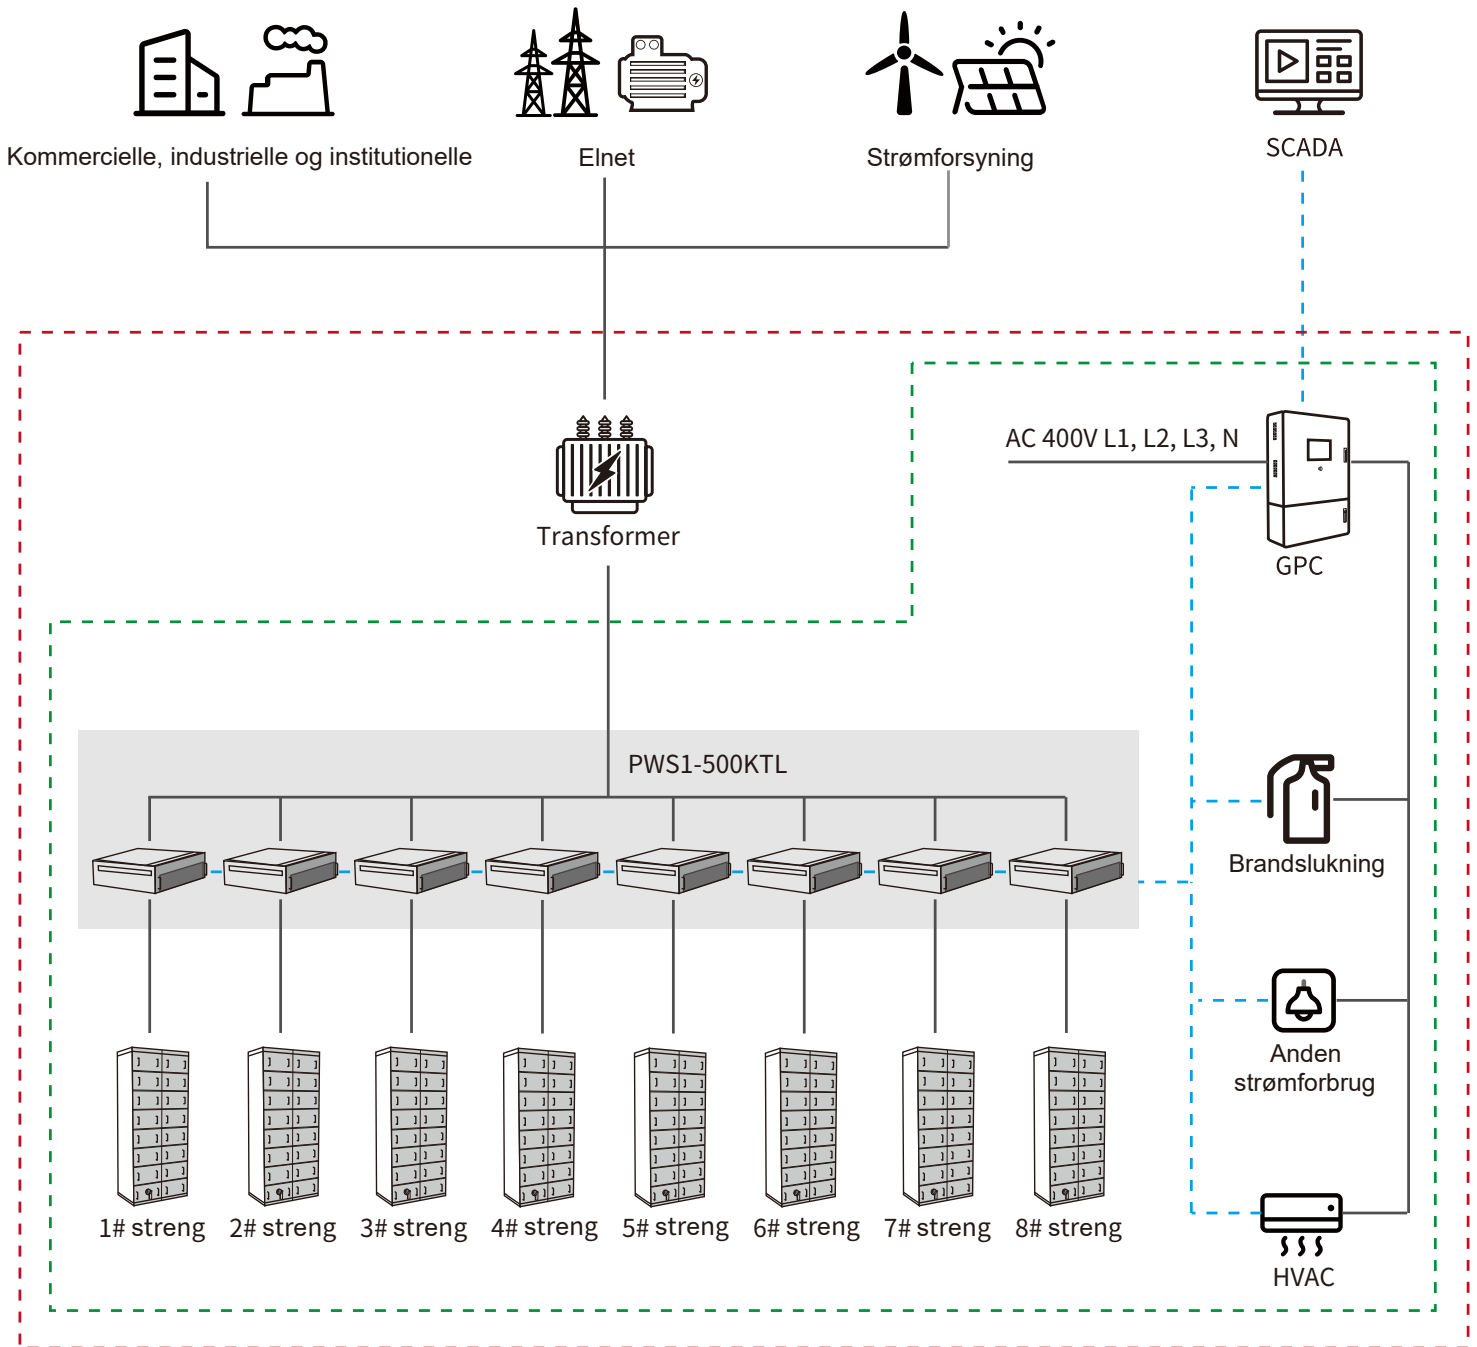 Kommercielle, industrielle og institutionelle
Elnet
Strømforsyning
SCADA
AC 400V L1, L2, L3, N
Transformer
GPC
PWS1-500KTL
Brandslukning
Anden
strømforbrug
1# streng
2# streng
3# streng
4# streng
5# streng
6# streng
7# streng
8# streng
HVAC